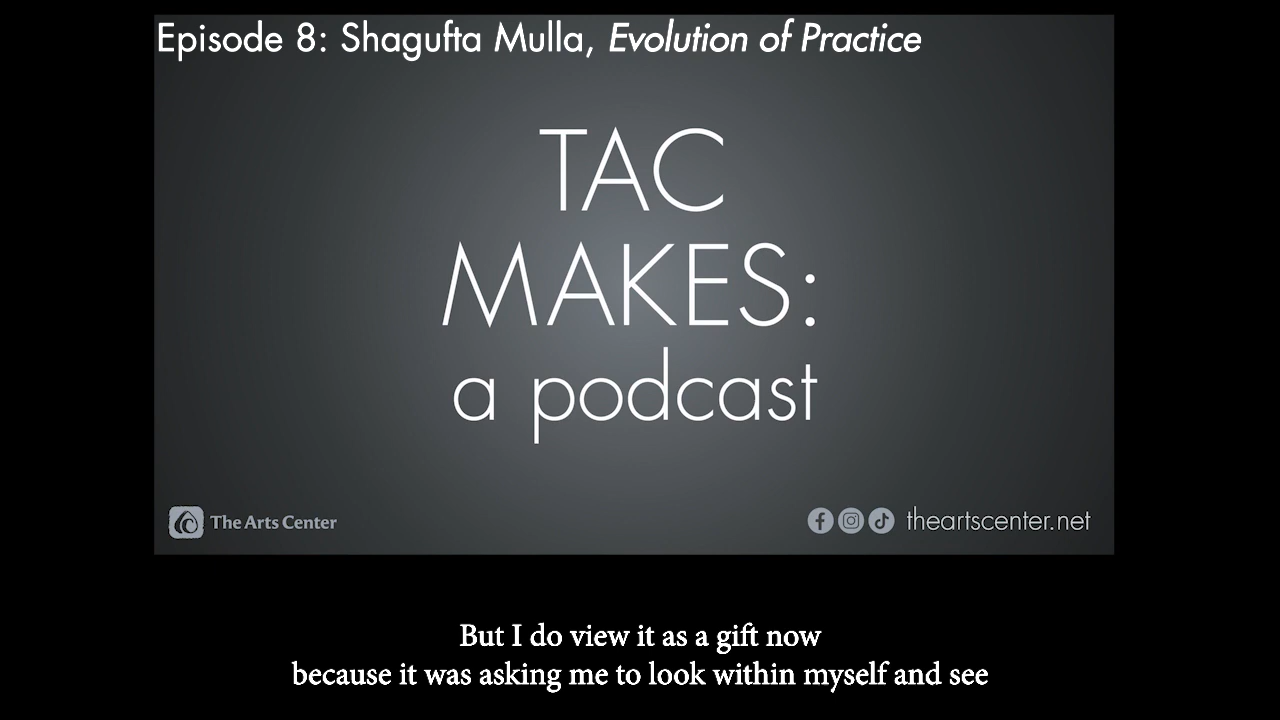 Episode 8: Shagufta Mulla, Evolution of Practice
TAC
MAKES:
a podcast
The Arts Center
theartscenter.net
But I do view it as a gift now
because it was asking me to look within myself and see